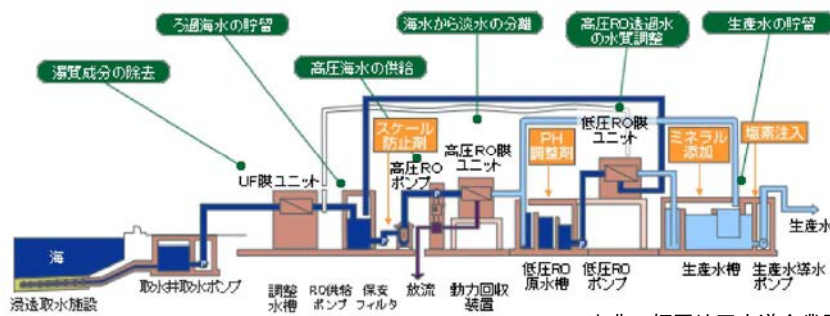 ろ過海水の貯留
海水から淡水の分離
高圧RO透過水
の水質調整
生産水の貯留
濁質成分の除去
高圧海水の供給
スケール
防止剤
高圧RO
ポンプ
高圧RO膜
ユニット
PH
調整剤
低圧RO膜
ユニット
ミネラル
添加
塩素注入
UF膜ユニット
海
生産水
浸透取水施設
取水井
取水ポンプ
調整
水槽
RO供給
ポンプ
保安
フィルタ
放流
動力回収
装置
低圧RO
原水槽
低圧RO
ポンプ
生産水槽
生産水導水
ポンプ